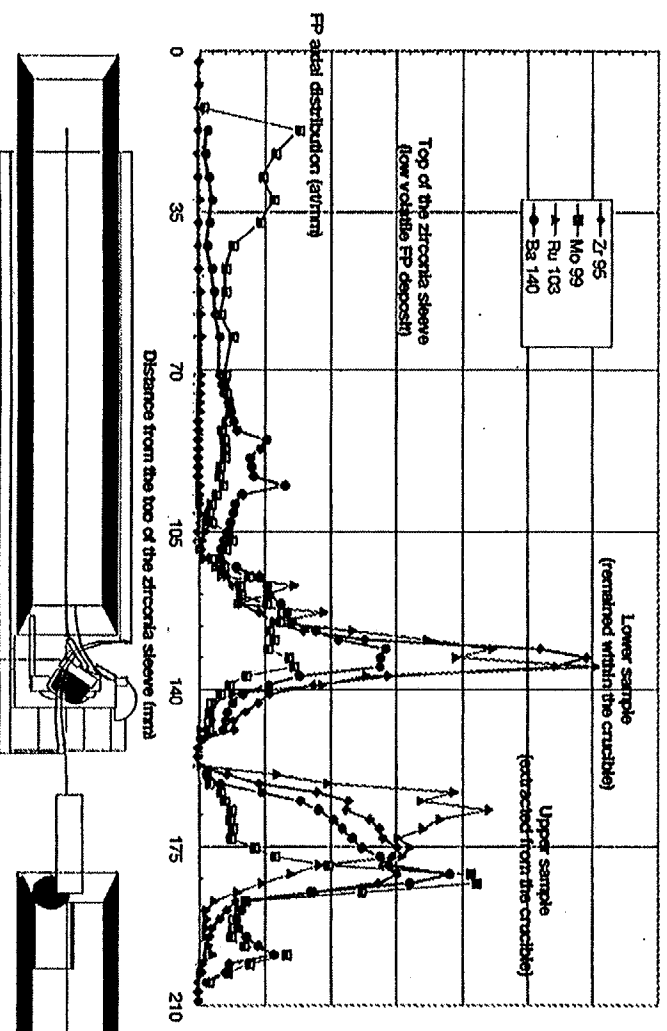 FP axial distribution (at/mm)
Top of the zirconia sleeve
(low volatile FP deposit)
Zr 95
Mo 99
Ru 103
Ba 140
Lower sample
(remained within the crucible)
Upper sample
(extracted from the crucible)
0
35
70
105
140
175
210
Distance from the top of the zirconia sleeve (mm)